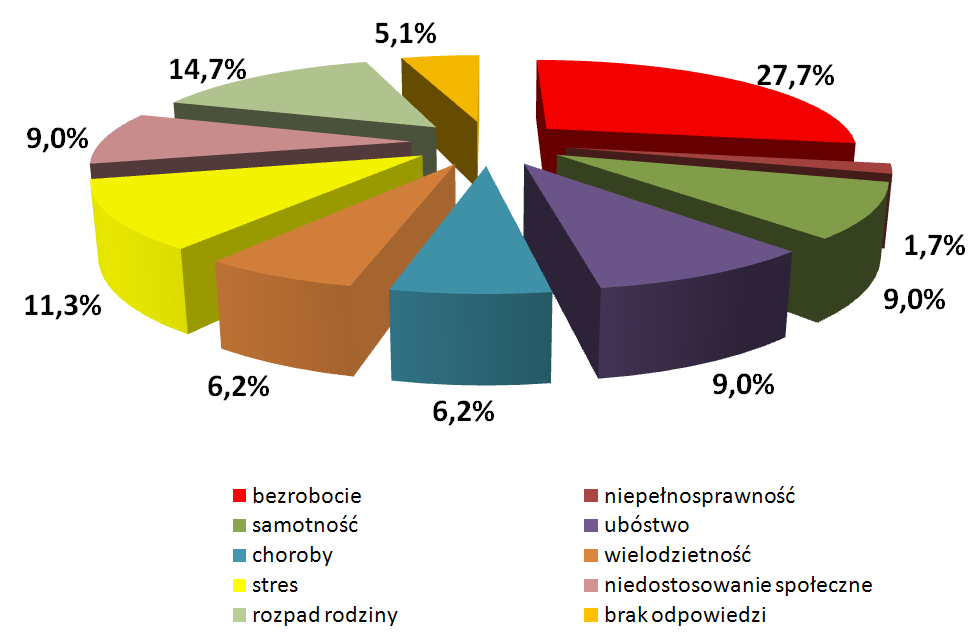 5,1%
14,7%
27,7%
9,0%
1,7%
11,3%
9,0%
6,2%
9,0%
6,2%
bezrobocie
niepełnosprawność
samotność
ubóstwo
choroby
wielodzietność
stres
niedostosowanie społeczne
rozpad rodziny
brak odpowiedzi